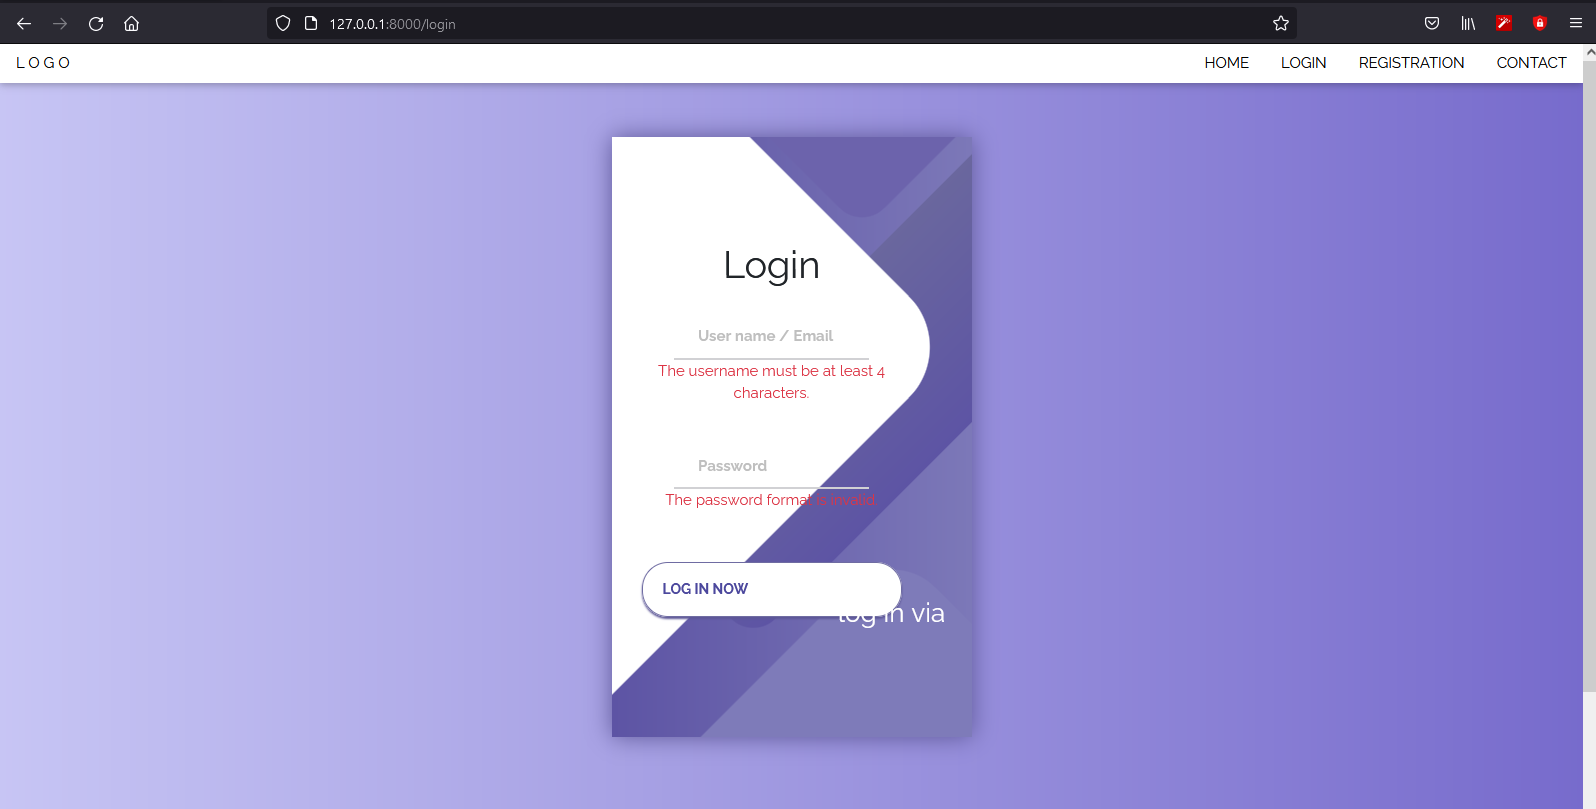 127.0.0.1:8000/login
LOGO
HOME LOGIN REGISTRATION CONTACT
Login
User name / Email
The username must be at least 4
characters.
Password
The password format is invalid.
LOG IN NOW
log in via